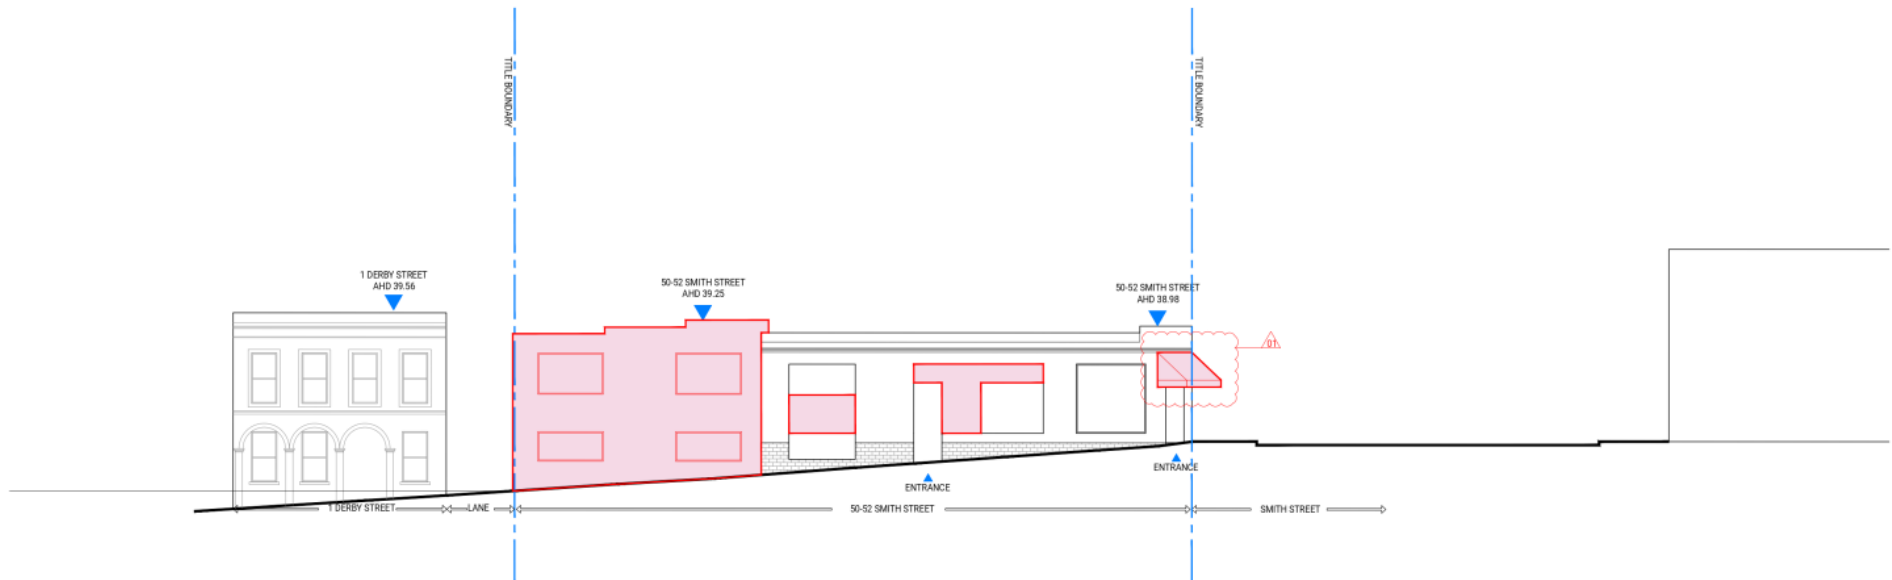 TITLE BOUNDARY
TITLE BOUNDARY
1 DERBY STREET
AHD 39.56
50-52 SMITH STREET
AHD 39.25
50-52 SMITH STREET
AHD 38.98
01
ENTRANCE
ENTRANCE
1 DERBY STREET
LANE
50-52 SMITH STREET
SMITH STREET